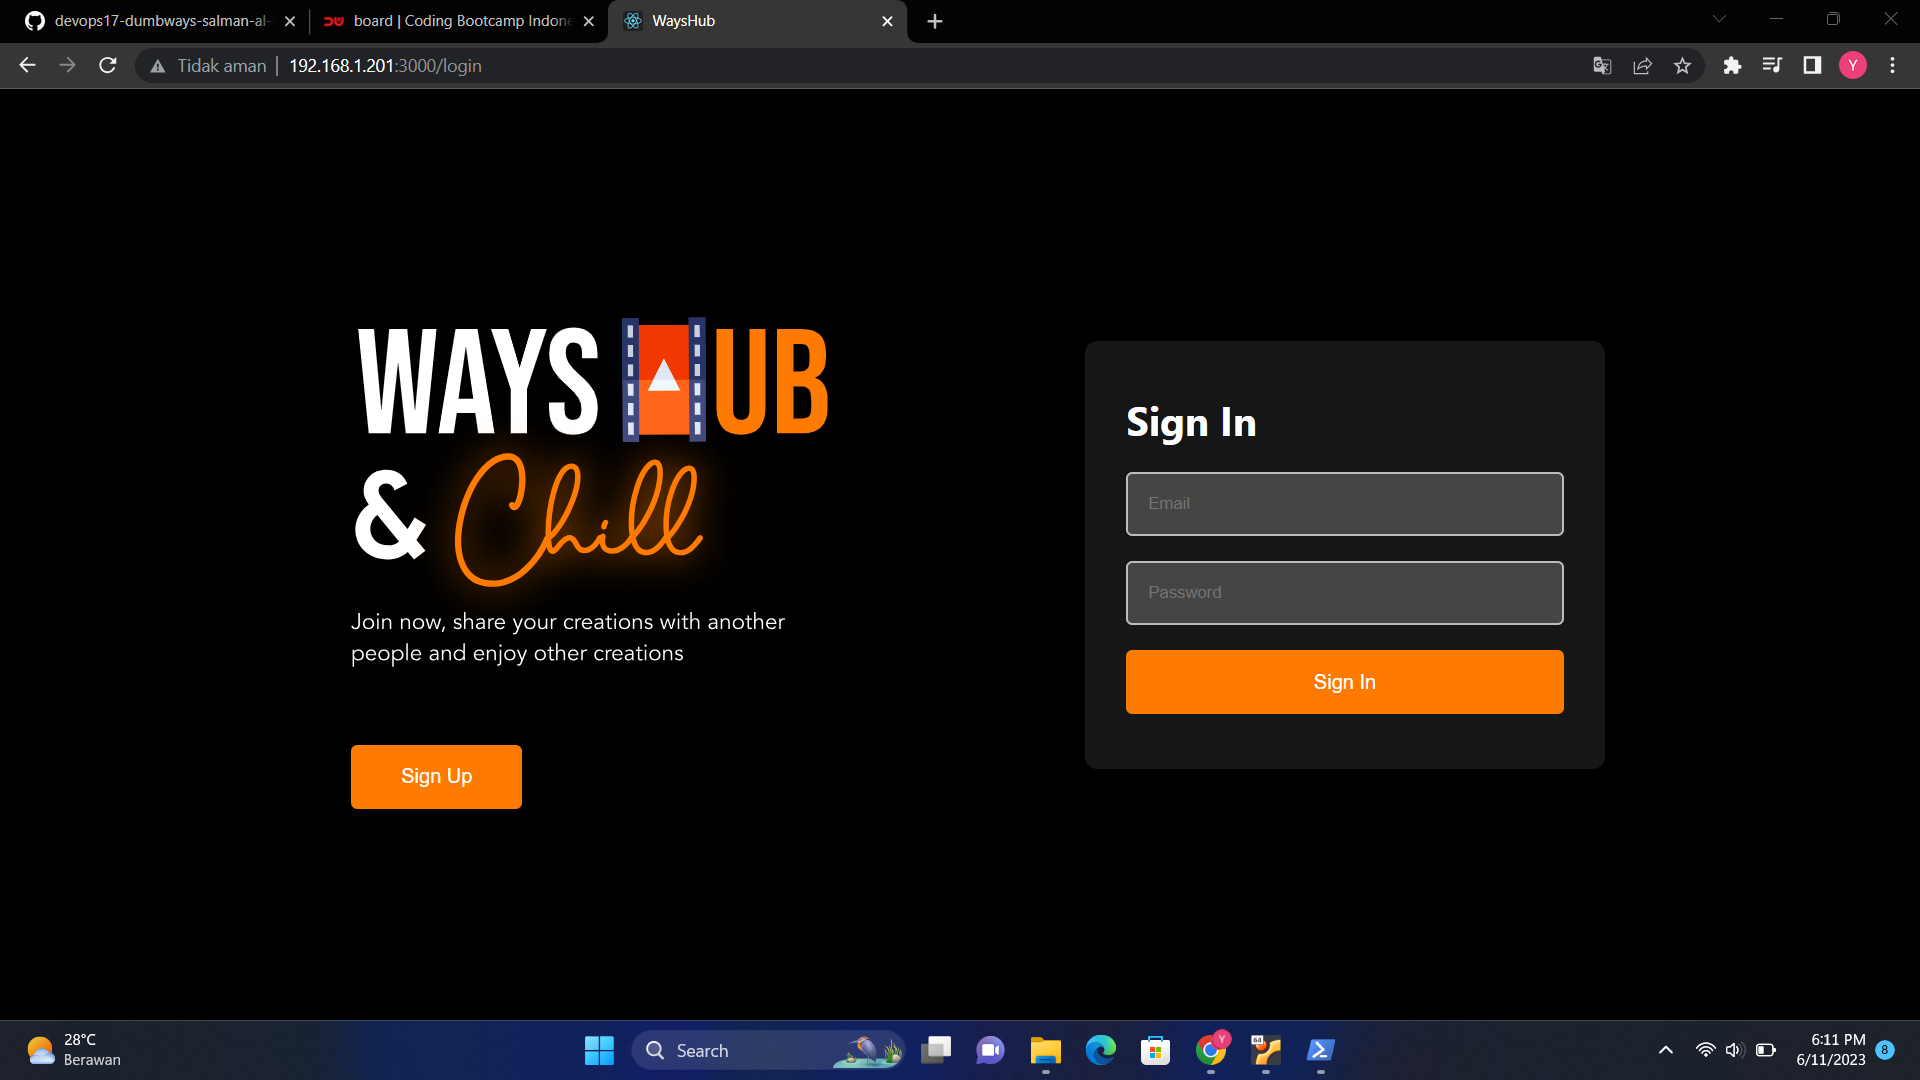 devops17-dumbways-salman-al-
board | Coding Bootcamp Indone
WaysHub
Tidak aman
192.168.1.201:3000/login
Y
WAYS HUB
& Chill
Join now, share your creations with another
people and enjoy other creations
Sign Up
Sign In
Email
Password
Sign In
28°C
Berawan
Search
Y
64
6:11 PM
6/11/2023
8